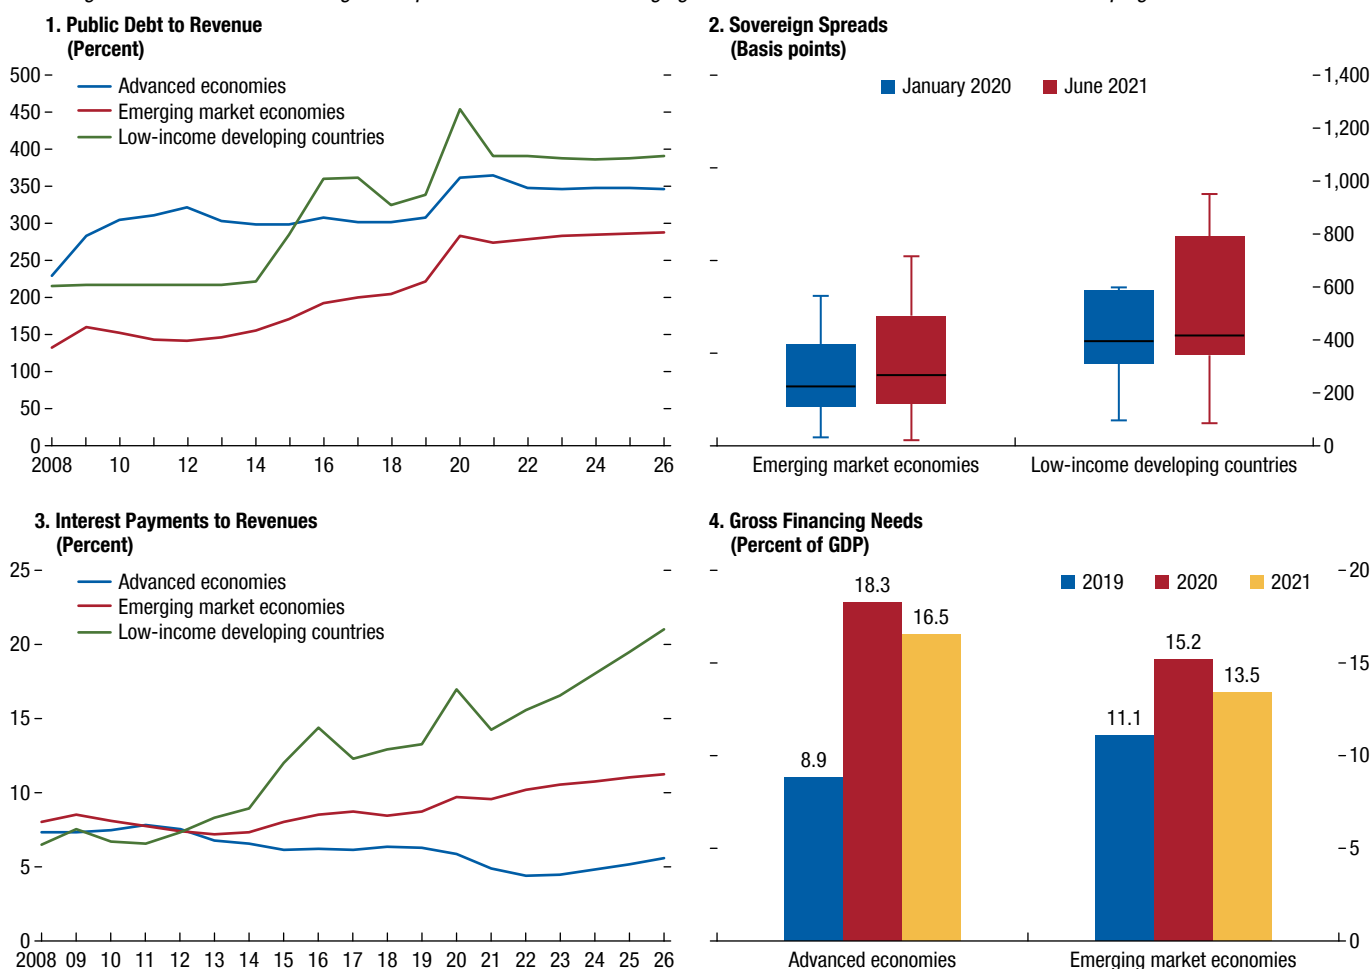 1. Public Debt to Revenue
(Percent)
500
450
400
350
300
250
200
150
100
50
0
Advanced economies
Emerging market economies
Low-income developing countries
2008 10 12 14 16 18 20 22 24 26
2. Sovereign Spreads
(Basis points)
January 2020 June 2021
1,400
1,200
1,000
800
600
400
200
0
Emerging market economies Low-income developing countries
3. Interest Payments to Revenues
(Percent)
25
20
15
10
5
0
Advanced economies
Emerging market economies
Low-income developing countries
2008 09 10 11 12 13 14 15 16 17 18 19 20 21 22 23 24 25 26
4. Gross Financing Needs
(Percent of GDP)
2019 2020 2021
20
15
10
5
0
8.9 18.3 16.5 11.1 15.2 13.5
Advanced economies Emerging market economies